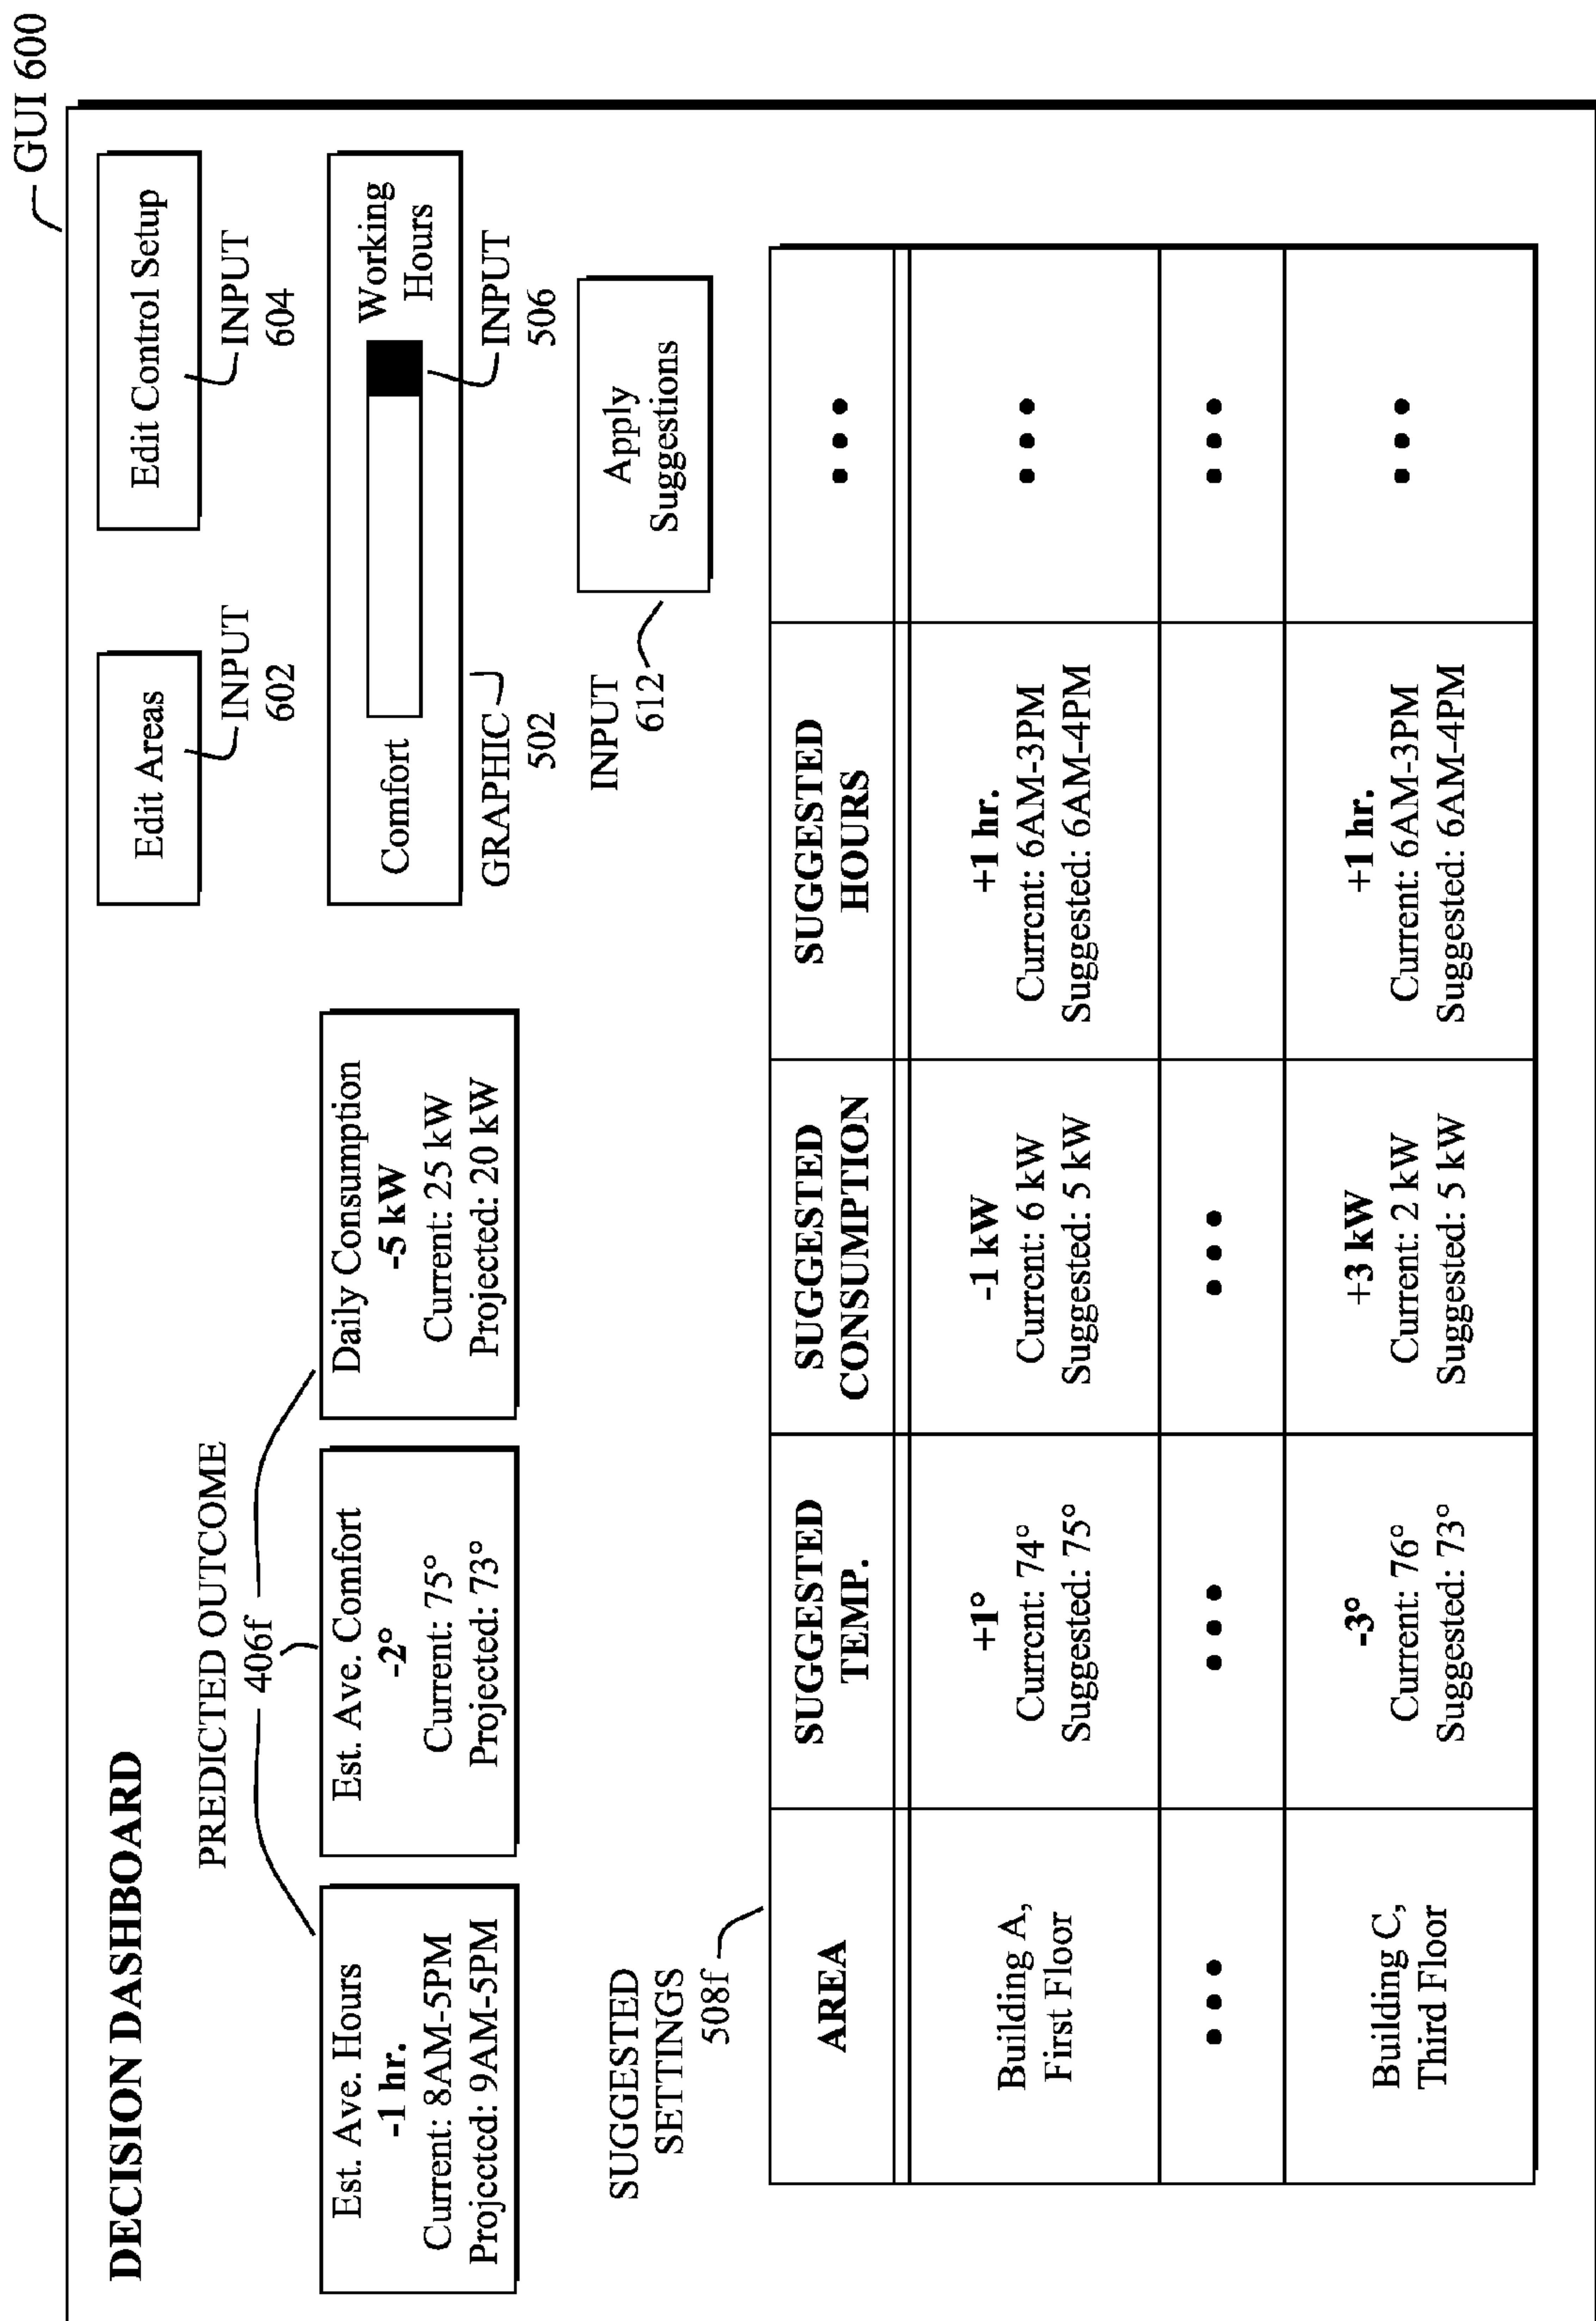 GUI 600
DECISION DASHBOARD
Edit Areas
INPUT
602
Edit Control Setup
INPUT
604
PREDICTED OUTCOME
406f
Est. Ave. Hours
-1 hr.
Current: 8AM-5PM
Projected: 9AM-5PM
Est. Ave. Comfort
-2°
Current: 75°
Projected: 73°
Daily Consumption
-5 kW
Current: 25 kW
Projected: 20 kW
Comfort
Working
Hours
GRAPHIC
502
INPUT
506
INPUT
612
Apply
Suggestions
SUGGESTED
SETTINGS
508f
AREA
SUGGESTED
TEMP.
SUGGESTED
CONSUMPTION
SUGGESTED
HOURS
• • •
Building A,
First Floor
+1°
Current: 74°
Suggested: 75°
-1 kW
Current: 6 kW
Suggested: 5 kW
+1 hr.
Current: 6AM-3PM
Suggested: 6AM-4PM
• • •
• • •
• • •
• • •
• • •
Building C,
Third Floor
-3°
Current: 76°
Suggested: 73°
+3 kW
Current: 2 kW
Suggested: 5 kW
+1 hr.
Current: 6AM-3PM
Suggested: 6AM-4PM
• • •